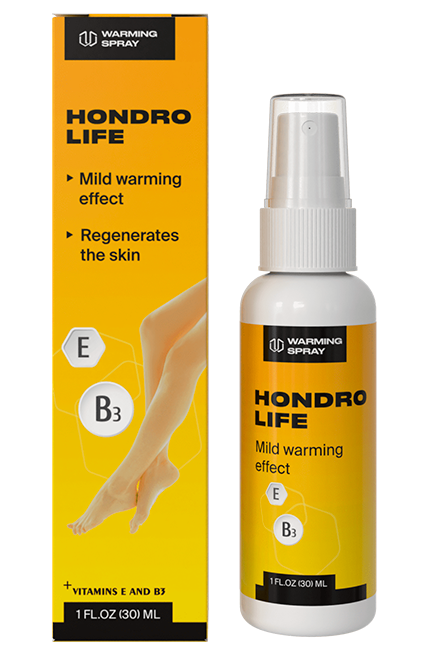 WARMING
SPRAY
HONDRO
LIFE
▸ Mild warming
effect
▸ Regenerates
the skin
E
B3
+VITAMINS E AND B3
1 FL.OZ (30) ML
WARMING
SPRAY
HONDRO
LIFE
Mild warming
effect
E
B3
1 FL.OZ (30) ML